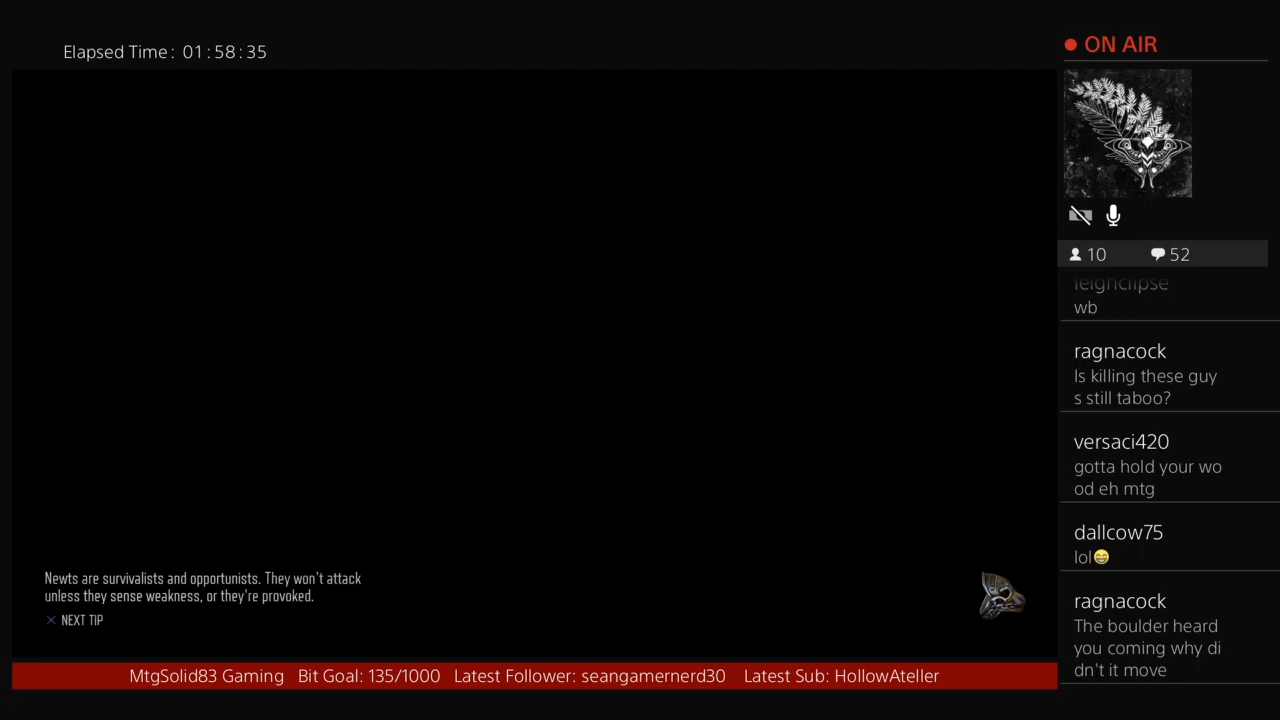 Elapsed Time: 01:58:35
ON AIR
10 52
leighclipse
wb
ragnacock
Is killing these guy
s still taboo?
versaci420
gotta hold your wo
od eh mtg
dallcow75
lol😁
ragnacock
The boulder heard
you coming why di
dn't it move
Newts are survivalists and opportunists. They won't attack
unless they sense weakness, or they're provoked.
NEXT TIP
MtgSolid83 Gaming Bit Goal: 135/1000 Latest Follower: seangamernerd30 Latest Sub: HollowAteller